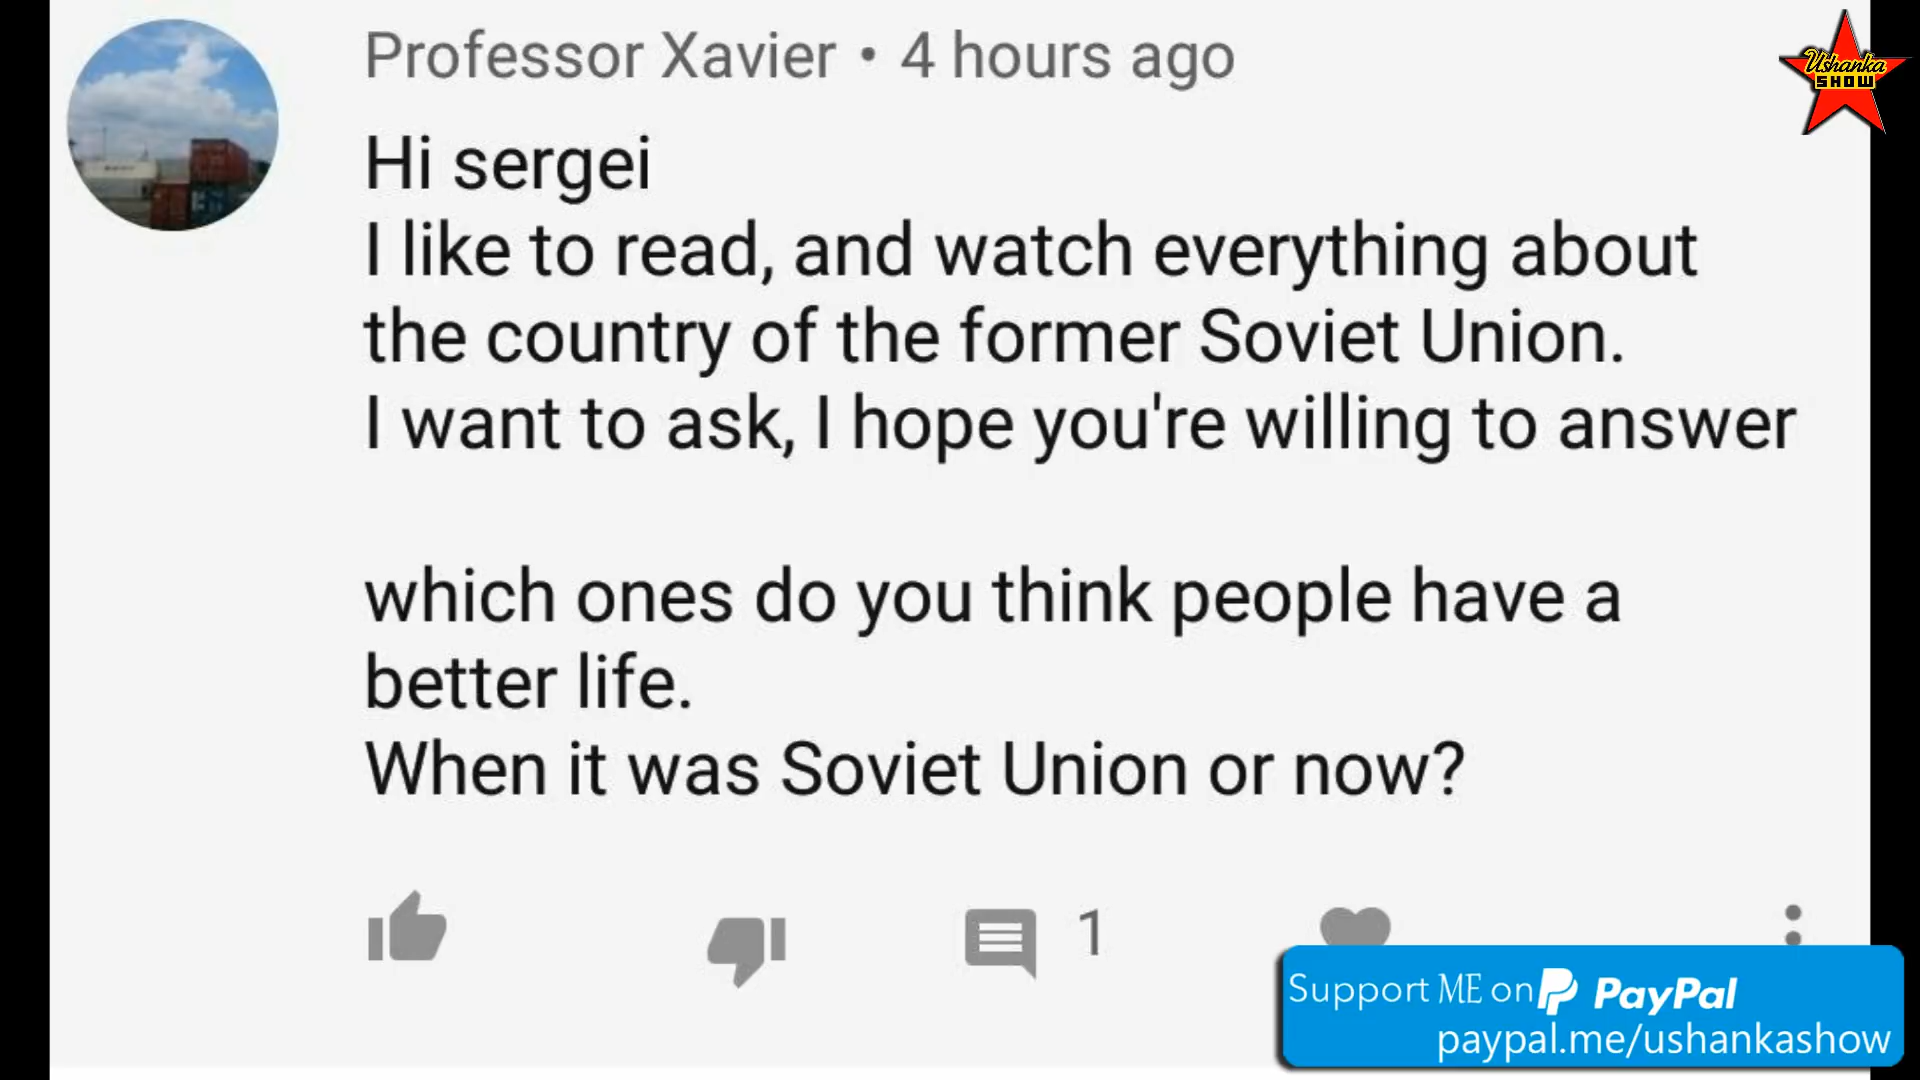 Professor Xavier • 4 hours ago
Ushanka
SHOW
Hi sergei
I like to read, and watch everything about
the country of the former Soviet Union.
I want to ask, I hope you're willing to answer
which ones do you think people have a
better life.
When it was Soviet Union or now?
1
Support ME on PayPal
paypal.me/ushankashow